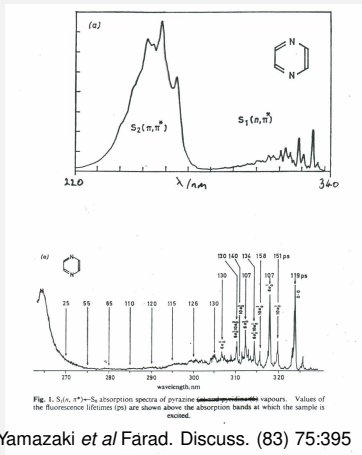 (a)
N
N
S₂(π,π*)
S₁(n,π*)
220
λ/nm
340
(a)
N
N
130 140 134 158 151 ps
130 107 107 119 ps
25 55 65 110 120 115 126 130
0-0
270 280 290 300 310 320
wavelength, nm
Fig. 1. S₁(n, π*)←S₀ absorption spectra of pyrazine vapours. Values of
the fluorescence lifetimes (ps) are shown above the absorption bands at which the sample is
excited.
Yamazaki et al Farad. Discuss. (83) 75:395